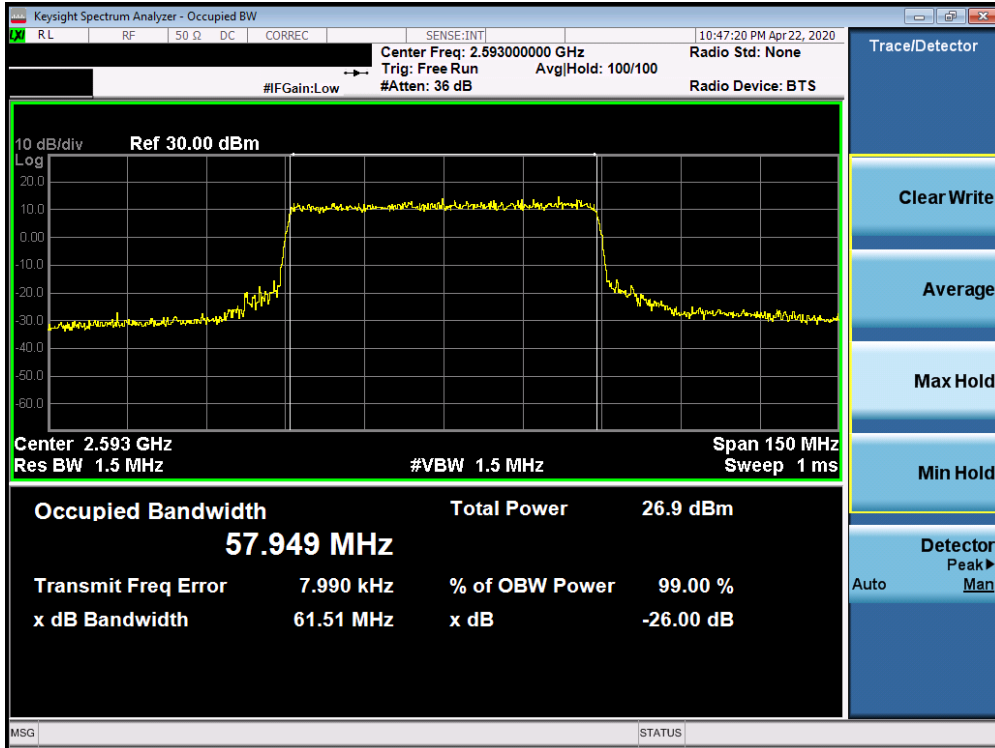 Keysight Spectrum Analyzer - Occupied BW
LXI RL RF 50 Ω DC CORREC SENSE:INT 10:47:20 PM Apr 22, 2020
Center Freq: 2.593000000 GHz Radio Std: None
Trig: Free Run Avg|Hold: 100/100
#IFGain:Low #Atten: 36 dB Radio Device: BTS
10 dB/div Ref 30.00 dBm
Log
20.0
10.0
0.00
-10.0
-20.0
-30.0
-40.0
-50.0
-60.0
Center 2.593 GHz Span 150 MHz
Res BW 1.5 MHz #VBW 1.5 MHz Sweep 1 ms
Occupied Bandwidth Total Power 26.9 dBm
57.949 MHz
Transmit Freq Error 7.990 kHz % of OBW Power 99.00 %
x dB Bandwidth 61.51 MHz x dB -26.00 dB
MSG STATUS
Trace/Detector
Clear Write
Average
Max Hold
Min Hold
Detector
Peak▶
Auto Man